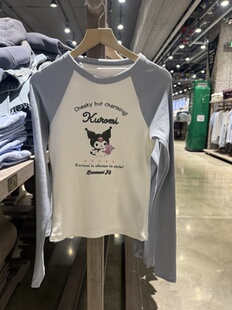 Cheeky but charming!
Kuromi
Kuromi is always in style!